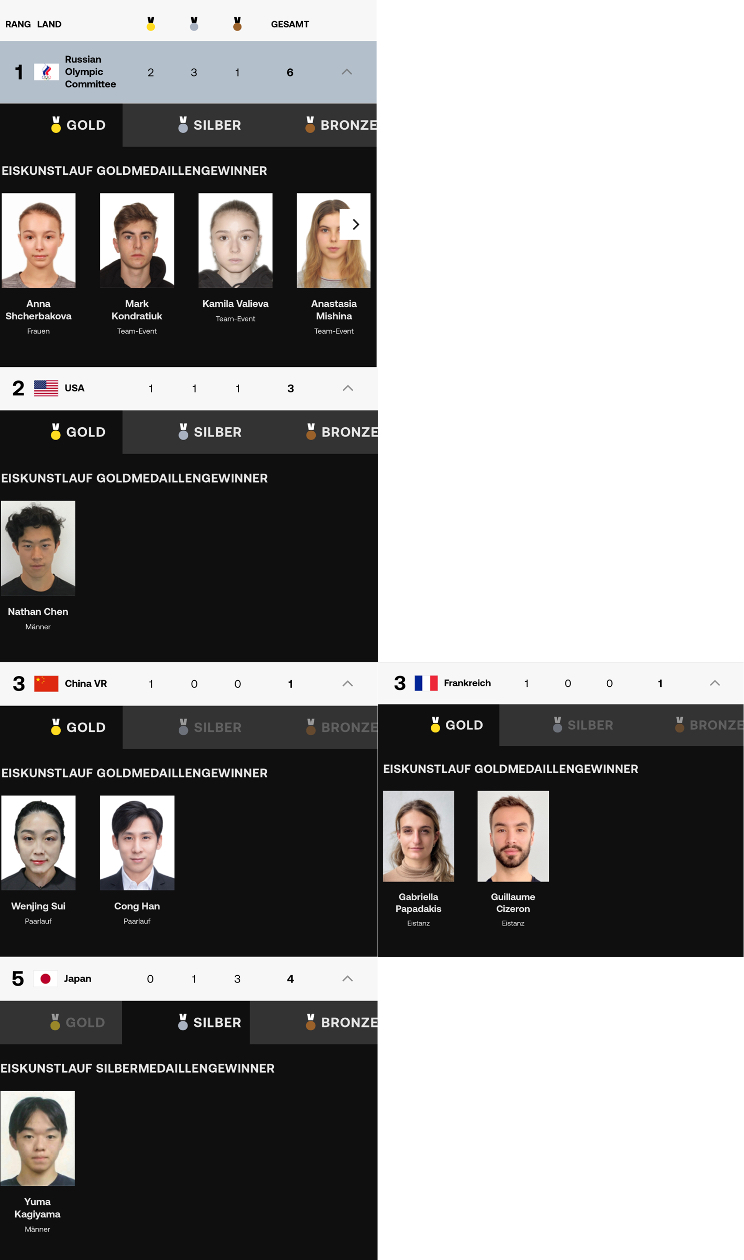 RANG LAND GESAMT
1 Russian Olympic Committee 2 3 1 6
GOLD SILBER BRONZE
EISKUNSTLAUF GOLDMEDAILLENGEWINNER
Anna Shcherbakova
Frauen
Mark Kondratiuk
Team-Event
Kamila Valieva
Team-Event
Anastasia Mishina
Team-Event
2 USA 1 1 1 3
GOLD SILBER BRONZE
EISKUNSTLAUF GOLDMEDAILLENGEWINNER
Nathan Chen
Männer
3 China VR 1 0 0 1
GOLD SILBER BRONZE
EISKUNSTLAUF GOLDMEDAILLENGEWINNER
Wenjing Sui
Paarlauf
Cong Han
Paarlauf
3 Frankreich 1 0 0 1
GOLD SILBER BRONZE
EISKUNSTLAUF GOLDMEDAILLENGEWINNER
Gabriella Papadakis
Eistanz
Guillaume Cizeron
Eistanz
5 Japan 0 1 3 4
GOLD SILBER BRONZE
EISKUNSTLAUF SILBERMEDAILLENGEWINNER
Yuma Kagiyama
Männer